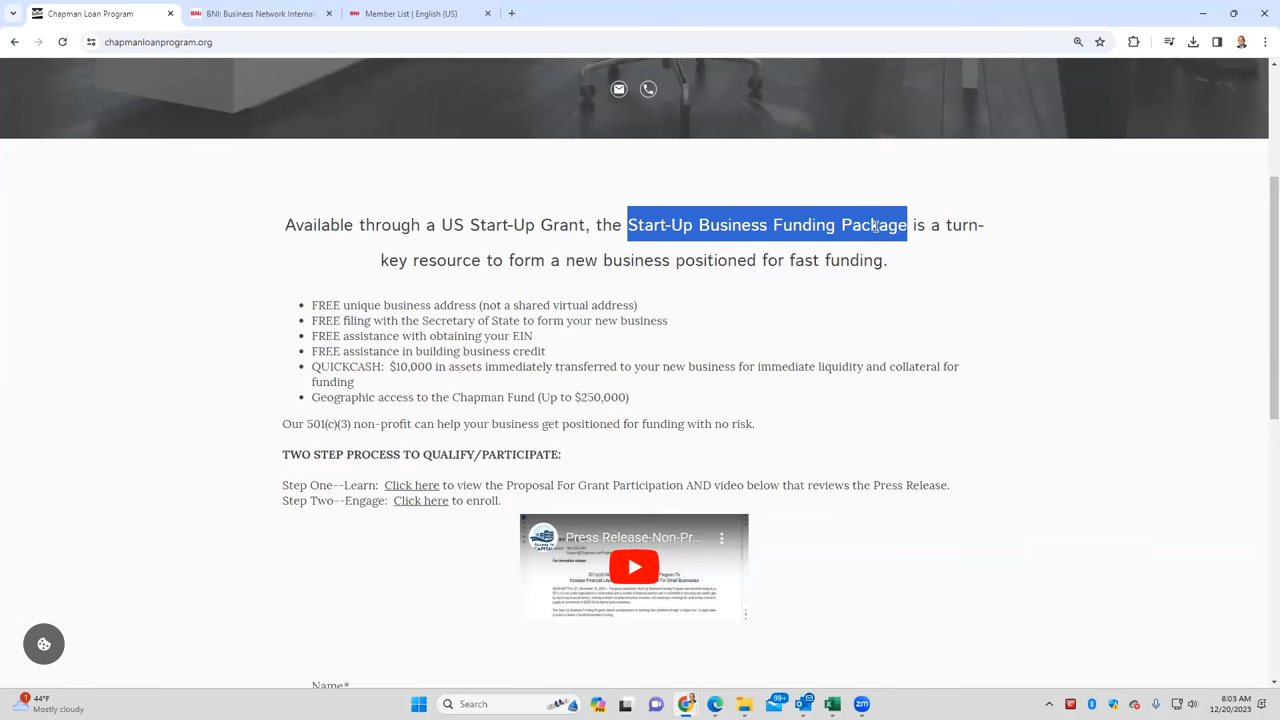 Chapman Loan Program
BNI: Business Network Internat
Member List | English (US)
chapmanloanprogram.org
Available through a US Start-Up Grant, the Start-Up Business Funding Package is a turn-
key resource to form a new business positioned for fast funding.
• FREE unique business address (not a shared virtual address)
• FREE filing with the Secretary of State to form your new business
• FREE assistance with obtaining your EIN
• FREE assistance in building business credit
• QUICKCASH:  $10,000 in assets immediately transferred to your new business for immediate liquidity and collateral for
funding
• Geographic access to the Chapman Fund (Up to $250,000)
Our 501(c)(3) non-profit can help your business get positioned for funding with no risk.
TWO STEP PROCESS TO QUALIFY/PARTICIPATE:
Step One--Learn:  Click here to view the Proposal For Grant Participation AND video below that reviews the Press Release.
Step Two--Engage:  Click here to enroll.
Press Release-Non-Pr...
For Immediate Release
Name*
1
44°F
Mostly cloudy
Search
99+
8:03 AM
12/20/2023